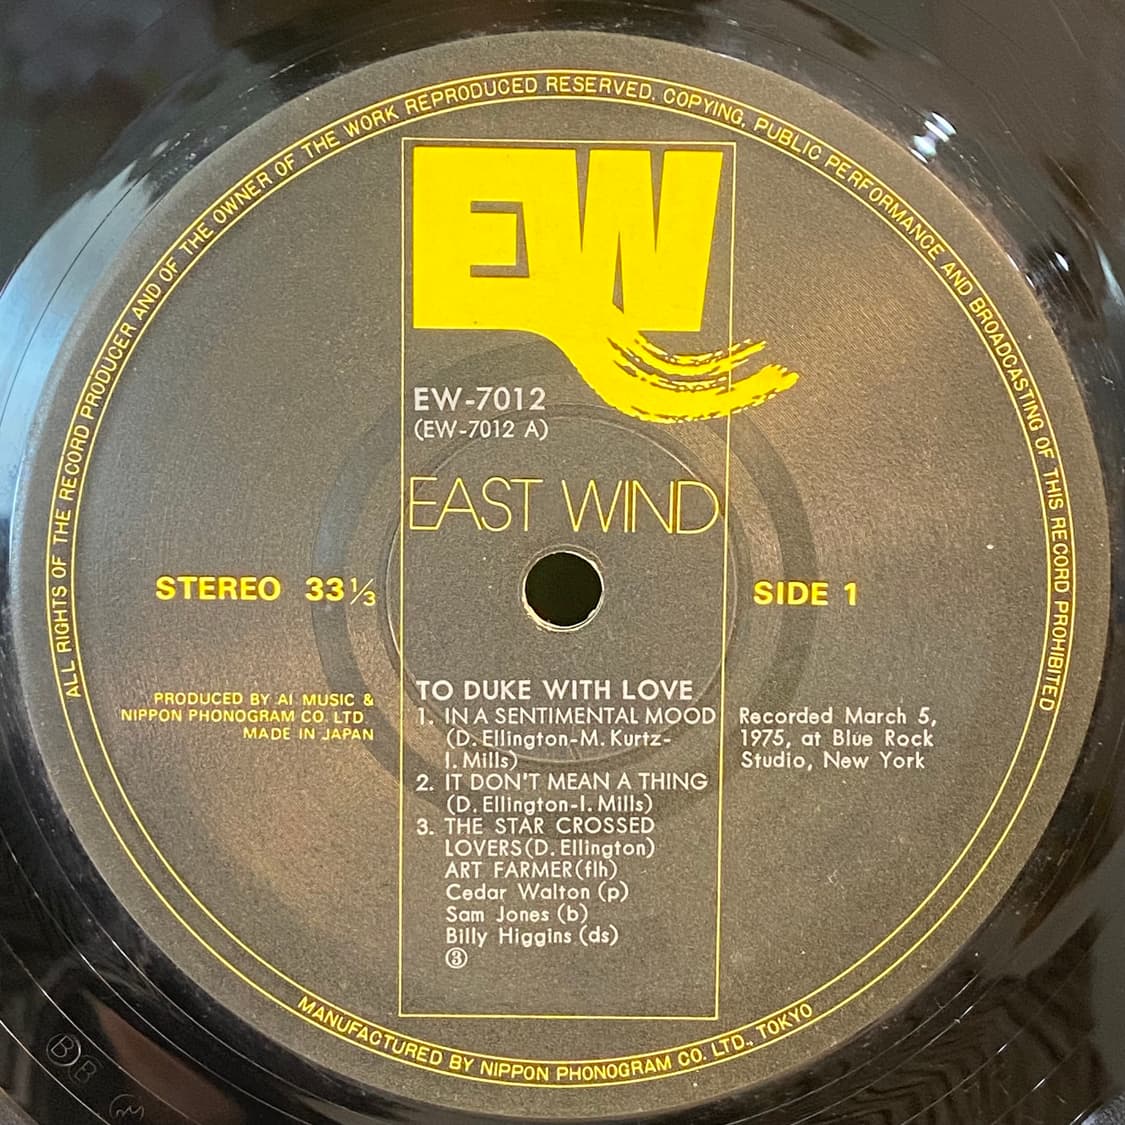 ALL RIGHTS OF THE RECORD PRODUCER AND OF THE OWNER OF THE WORK REPRODUCED RESERVED. COPYING, PUBLIC PERFORMANCE AND BROADCASTING OF THIS RECORD PROHIBITED
EW
EW-7012
(EW-7012 A)
EAST WIND
STEREO 33⅓
SIDE 1
PRODUCED BY AI MUSIC &
NIPPON PHONOGRAM CO. LTD.
MADE IN JAPAN
TO DUKE WITH LOVE
1. IN A SENTIMENTAL MOOD
(D. Ellington-M. Kurtz-
I. Mills)
2. IT DON'T MEAN A THING
(D. Ellington-I. Mills)
3. THE STAR CROSSED
LOVERS (D. Ellington)
ART FARMER (flh)
Cedar Walton (p)
Sam Jones (b)
Billy Higgins (ds)
③
Recorded March 5,
1975, at Blue Rock
Studio, New York
MANUFACTURED BY NIPPON PHONOGRAM CO. LTD., TOKYO